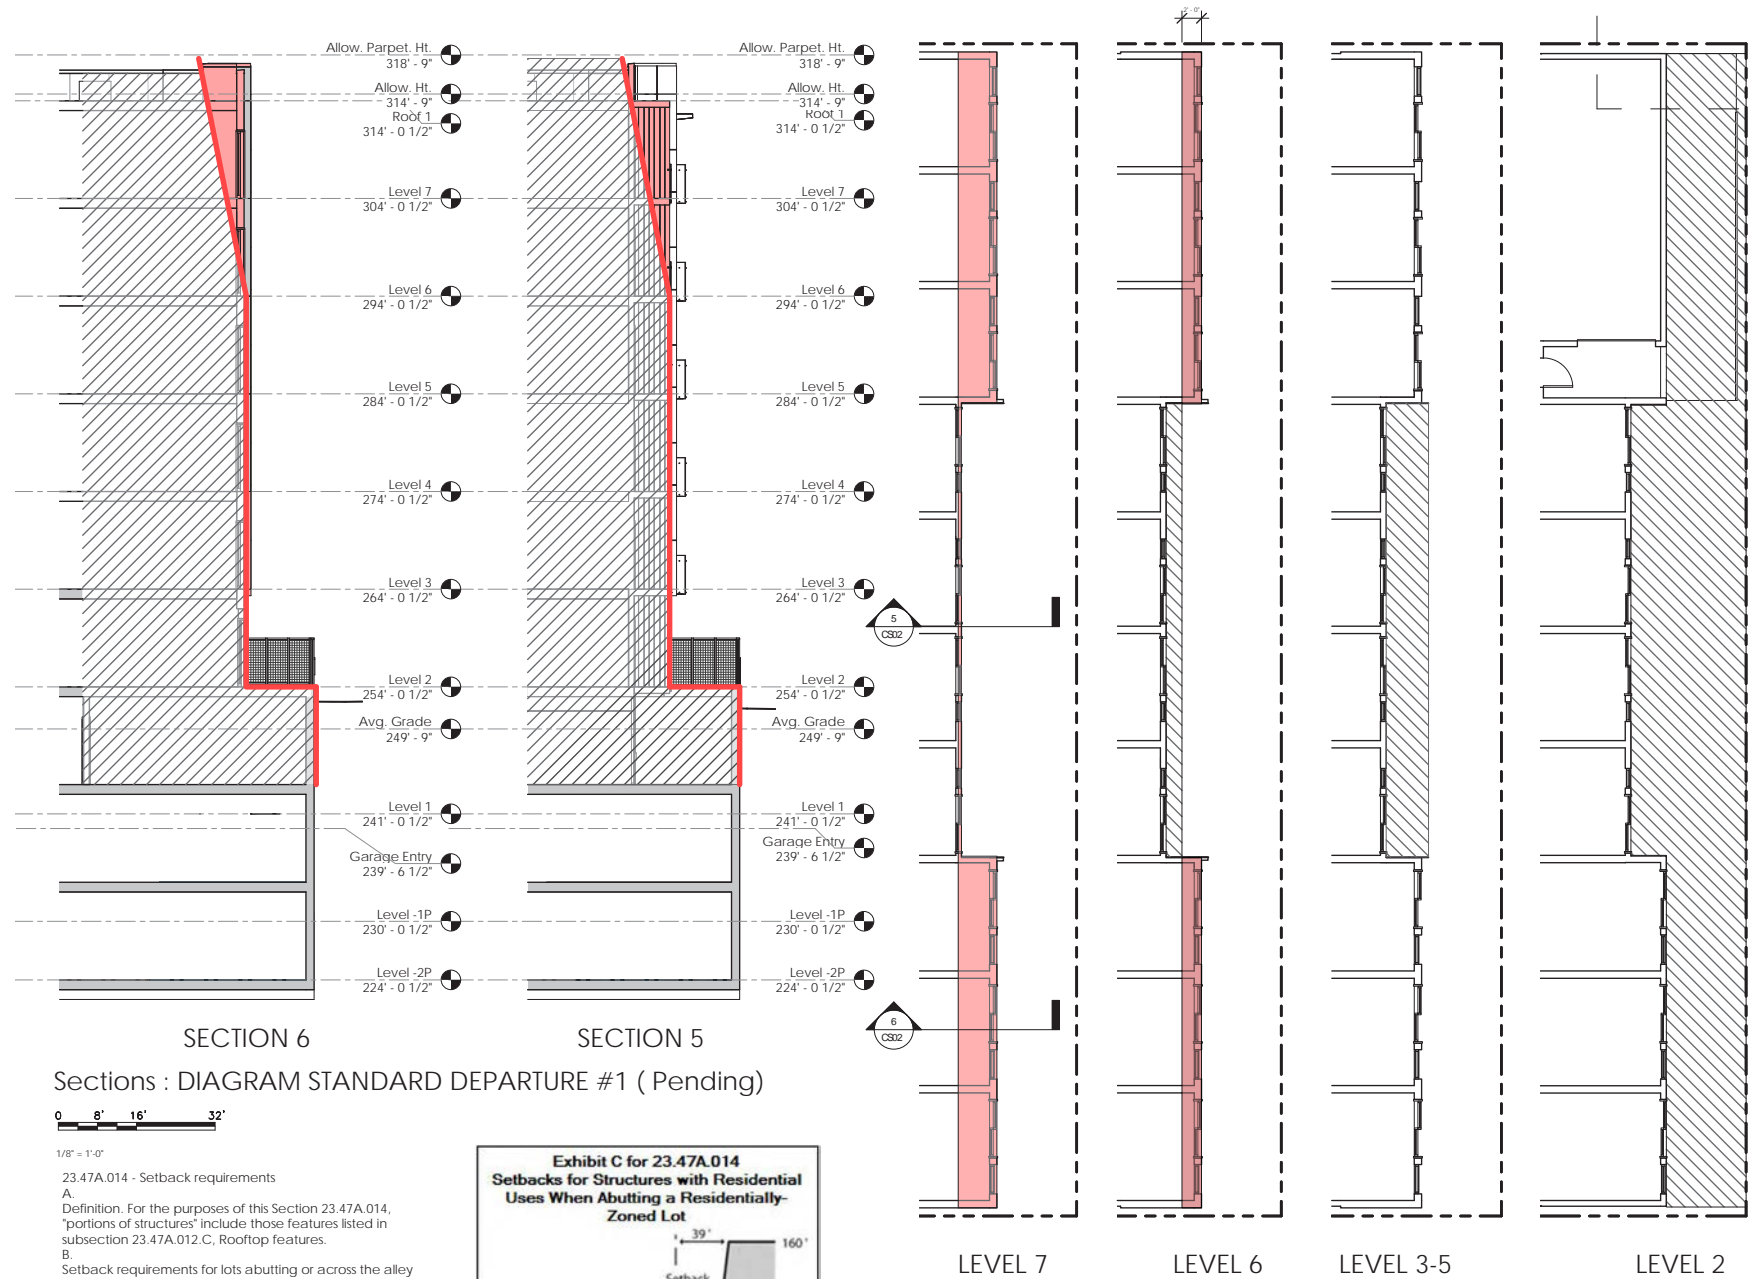 Allow. Parpet. Ht.
318' - 9"
Allow. Ht.
314' - 9"
Roof 1
314' - 0 1/2"
Level 7
304' - 0 1/2"
Level 6
294' - 0 1/2"
Level 5
284' - 0 1/2"
Level 4
274' - 0 1/2"
Level 3
264' - 0 1/2"
Level 2
254' - 0 1/2"
Avg. Grade
249' - 9"
Level 1
241' - 0 1/2"
Garage Entry
239' - 6 1/2"
Level -1P
230' - 0 1/2"
Level -2P
224' - 0 1/2"
SECTION 6
Allow. Parpet. Ht.
318' - 9"
Allow. Ht.
314' - 9"
Roof 1
314' - 0 1/2"
Level 7
304' - 0 1/2"
Level 6
294' - 0 1/2"
Level 5
284' - 0 1/2"
Level 4
274' - 0 1/2"
Level 3
264' - 0 1/2"
Level 2
254' - 0 1/2"
Avg. Grade
249' - 9"
Level 1
241' - 0 1/2"
Garage Entry
239' - 6 1/2"
Level -1P
230' - 0 1/2"
Level -2P
224' - 0 1/2"
SECTION 5
Sections : DIAGRAM STANDARD DEPARTURE #1 ( Pending)
0 8' 16' 32'
1/8" = 1'-0"
23.47A.014 - Setback requirements
A.
Definition. For the purposes of this Section 23.47A.014,
"portions of structures" include those features listed in
subsection 23.47A.012.C, Rooftop features.
B.
Setback requirements for lots abutting or across the alley
Exhibit C for 23.47A.014
Setbacks for Structures with Residential
Uses When Abutting a Residentially-
Zoned Lot
39'
160'
Setback
5
CS02
6
CS02
2' - 0"
LEVEL 7
LEVEL 6
LEVEL 3-5
LEVEL 2